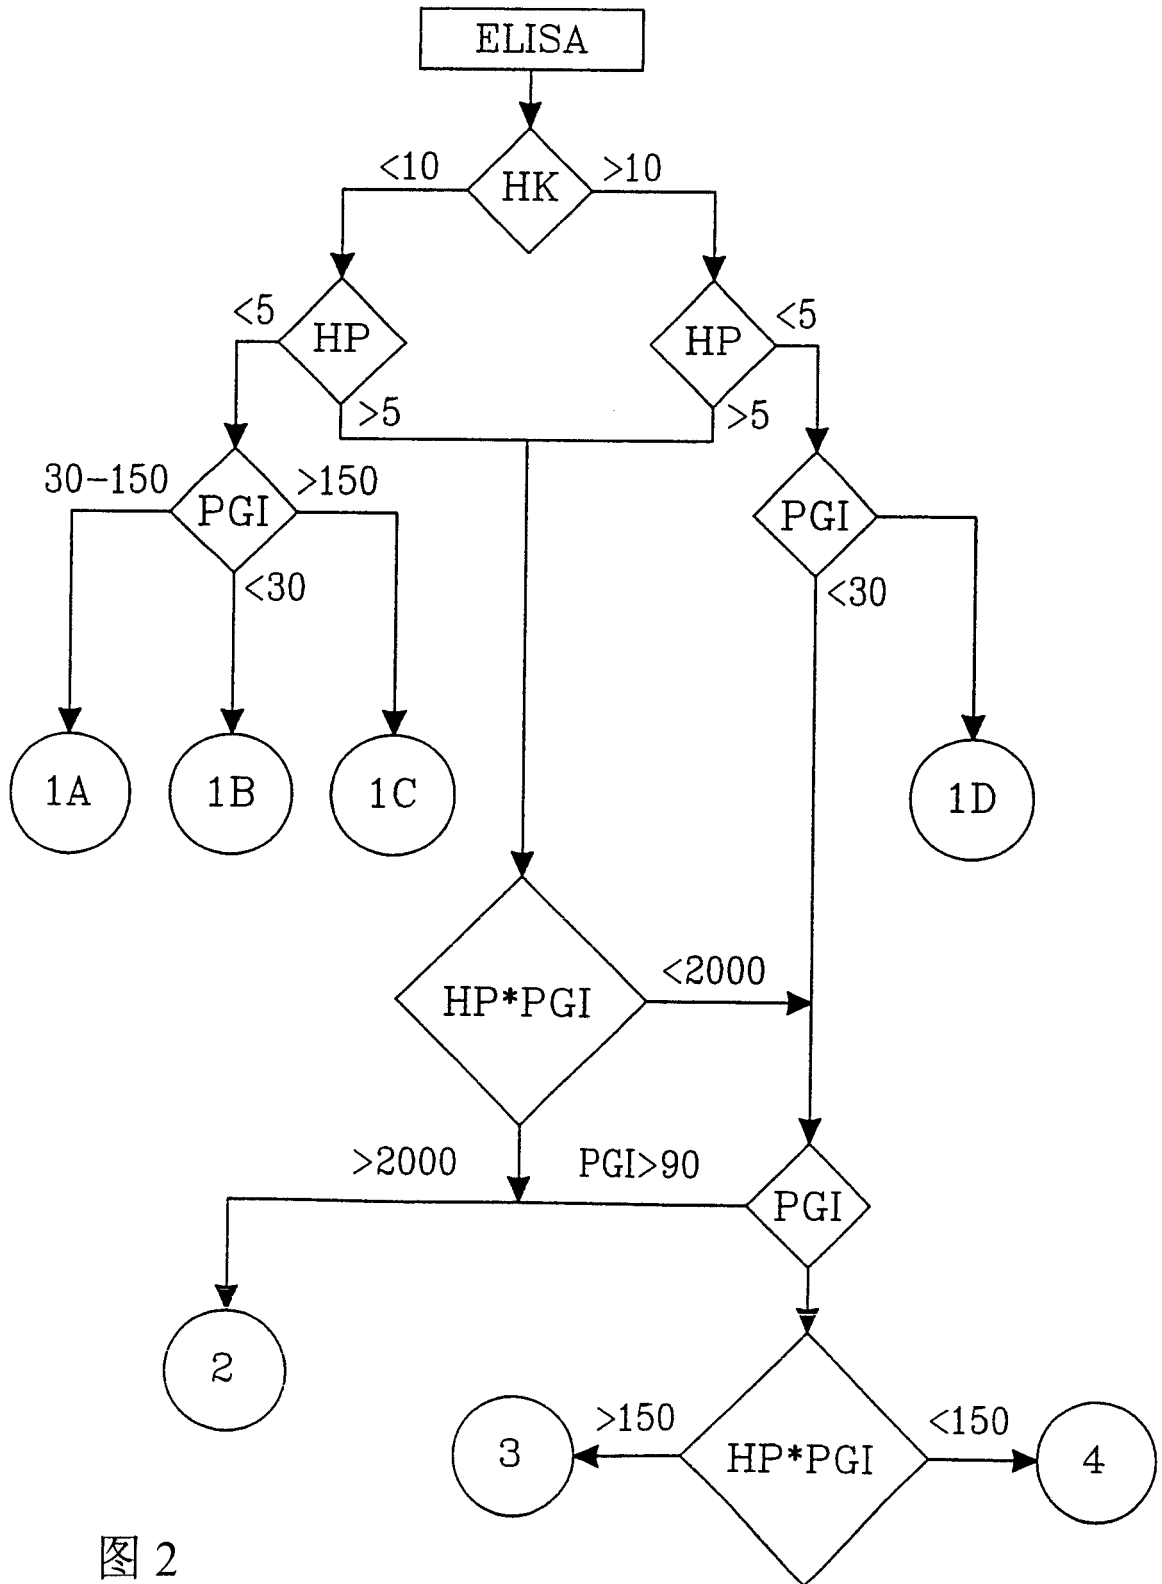 ELISA
<10
HK
>10
<5
HP
>5
HP
<5
>5
30-150
PGI
>150
<30
PGI
<30
1A
1B
1C
1D
HP*PGI
<2000
>2000
PGI>90
PGI
2
3
>150
HP*PGI
<150
4
图 2